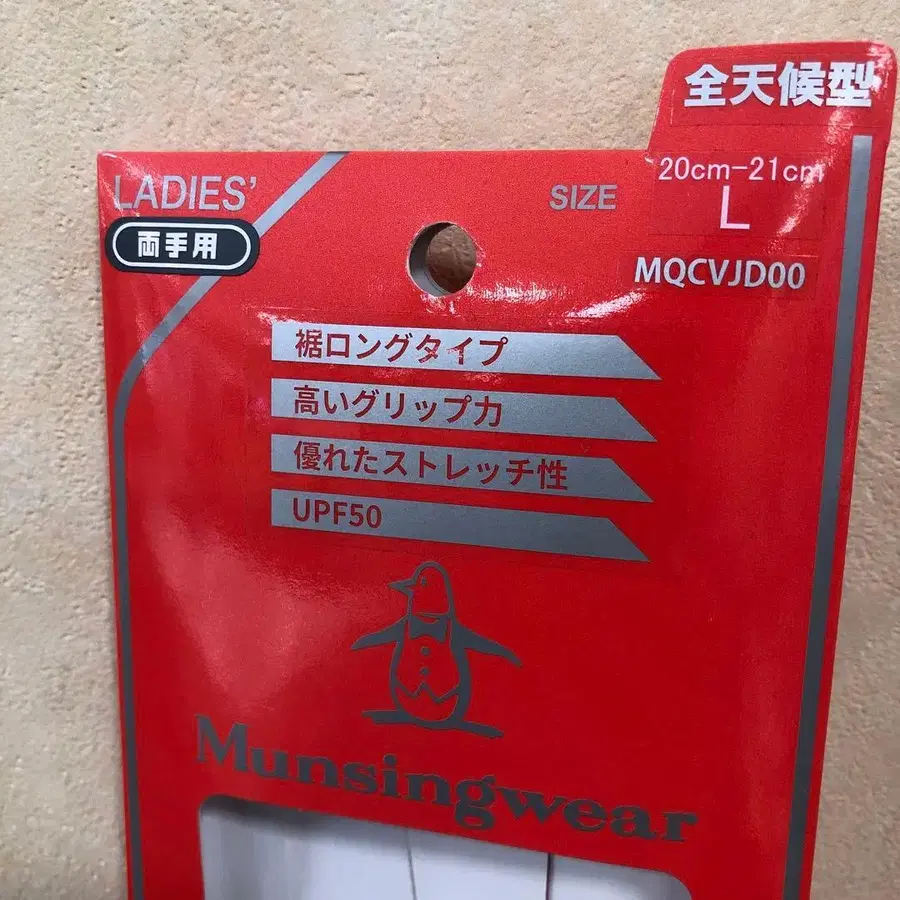 全天候型
LADIES'
両手用
SIZE
20cm-21cm
L
MQCVJD00
裾ロングタイプ
高いグリップ力
優れたストレッチ性
UPF50
Munsingwear